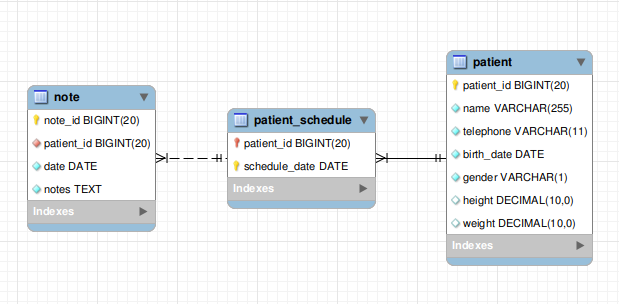 note
note_id BIGINT(20)
patient_id BIGINT(20)
date DATE
notes TEXT
Indexes
patient_schedule
patient_id BIGINT(20)
schedule_date DATE
Indexes
patient
patient_id BIGINT(20)
name VARCHAR(255)
telephone VARCHAR(11)
birth_date DATE
gender VARCHAR(1)
height DECIMAL(10,0)
weight DECIMAL(10,0)
Indexes